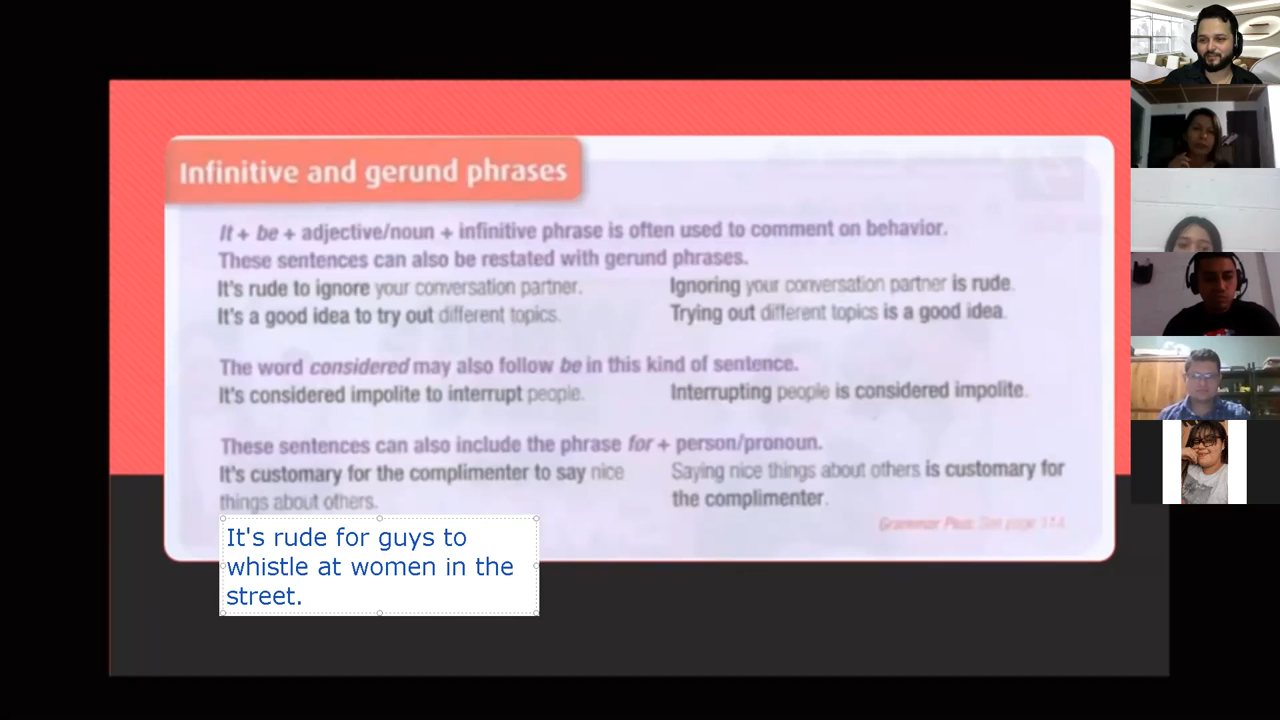 Infinitive and gerund phrases
It + be + adjective/noun + infinitive phrase is often used to comment on behavior.
These sentences can also be restated with gerund phrases.
It's rude to ignore your conversation partner.
Ignoring your conversation partner is rude.
It's a good idea to try out different topics.
Trying out different topics is a good idea.
The word considered may also follow be in this kind of sentence.
It's considered impolite to interrupt people.
Interrupting people is considered impolite.
These sentences can also include the phrase for + person/pronoun.
It's customary for the complimenter to say nice
things about others.
Saying nice things about others is customary for
the complimenter.
Grammar Plus: See page 114
It's rude for guys to
whistle at women in the
street.